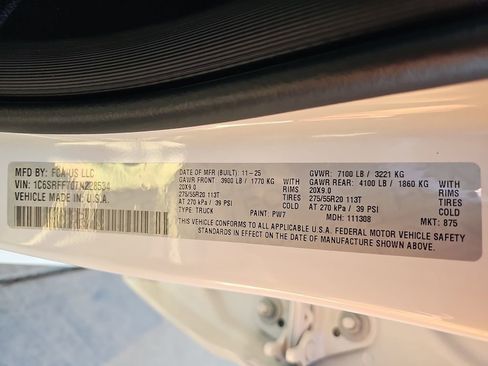 MFD BY: FCA US LLC
VIN: 1C6SRFF70TN228534
VEHICLE MADE IN: U.S.A.
DATE OF MFR (BUILT): 11-25
GAWR FRONT: 3900 LB / 1770 KG
20X9.0 RIMS
275/55R20 113T TIRES
AT 270 kPa / 39 PSI COLD
TYPE: TRUCK PAINT: PW7
GVWR: 7100 LB / 3221 KG
GAWR REAR: 4100 LB / 1860 KG
20X9.0 RIMS
275/55R20 113T TIRES
AT 270 kPa / 39 PSI COLD
MDH: 111308 MKT: 875
THIS VEHICLE CONFORMS TO ALL APPLICABLE U.S.A. FEDERAL MOTOR VEHICLE SAFETY
STANDARDS IN EFFECT ON THE DATE OF MANUFACTURE SHOWN ABOVE.